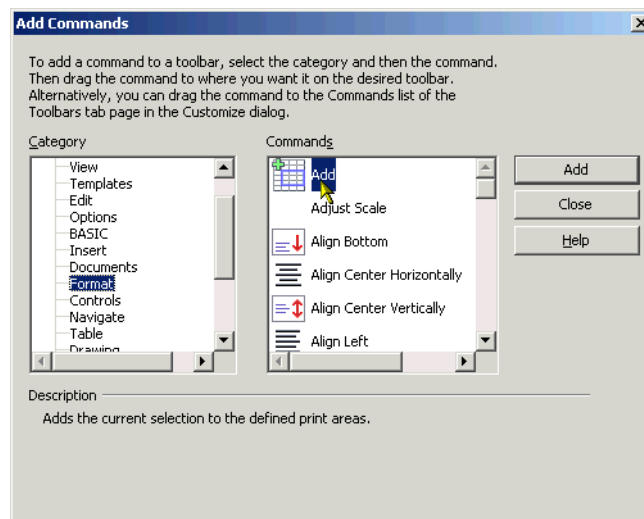 Add Commands
To add a command to a toolbar, select the category and then the command.
Then drag the command to where you want it on the desired toolbar.
Alternatively, you can drag the command to the Commands list of the
Toolbars tab page in the Customize dialog.
Category
View
Templates
Edit
Options
BASIC
Insert
Documents
Format
Controls
Navigate
Table
Drawing
Commands
Add
Adjust Scale
Align Bottom
Align Center Horizontally
Align Center Vertically
Align Left
Add
Close
Help
Description
Adds the current selection to the defined print areas.